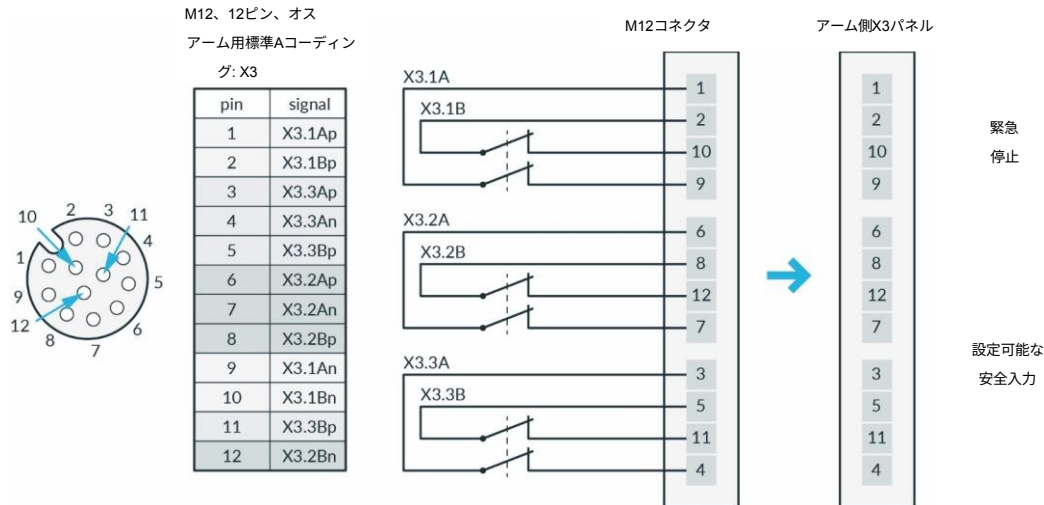 M12、12ピン、オス
アーム用標準Aコーディン
グ: X3
pin signal
1 X3.1Ap
2 X3.1Bp
3 X3.3Ap
4 X3.3An
5 X3.3Bp
6 X3.2Ap
7 X3.2An
8 X3.2Bp
9 X3.1An
10 X3.1Bn
11 X3.3Bp
12 X3.2Bn
10 2 3 11
1 4
9 5
12 8 7 6
M12コネクタ
X3.1A 1
X3.1B 2
10
9
X3.2A 6
X3.2B 8
12
7
X3.3A 3
X3.3B 5
11
4
アーム側X3パネル
1
2
10
9
6
8
12
7
3
5
11
4
緊急
停止
設定可能な
安全入力